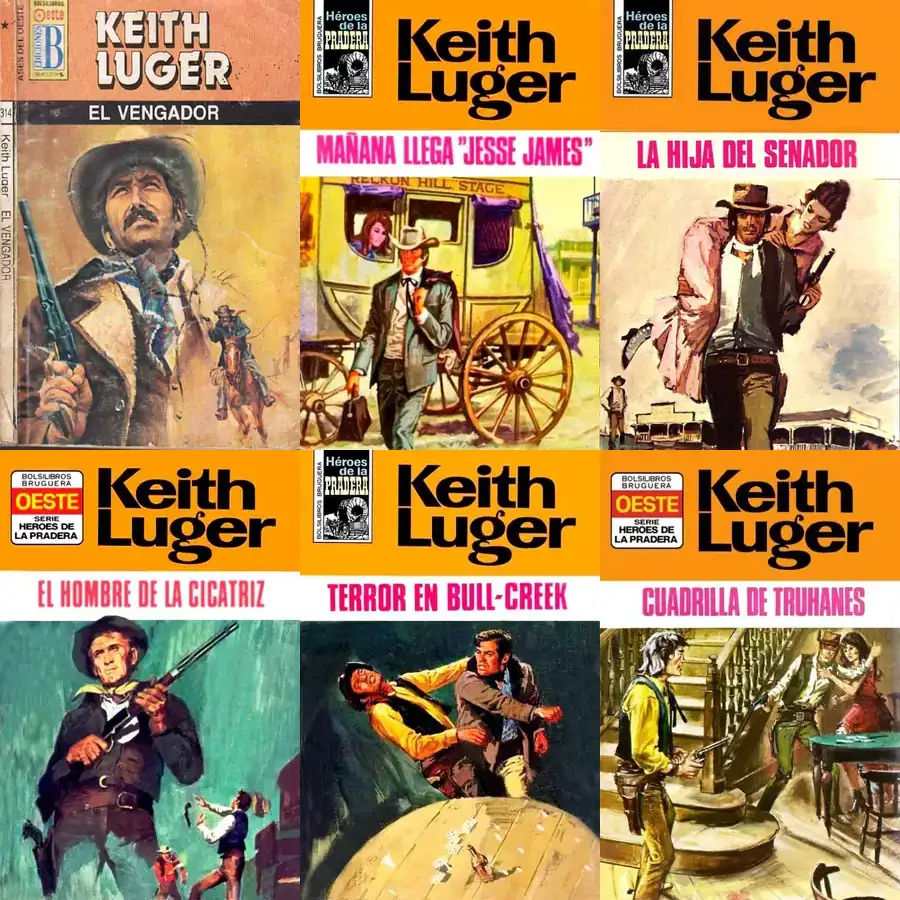 BOLSILIBROS
Oeste
EDICIONES
B
ASES DEL OESTE
KEITH
LUGER
EL VENGADOR
314
Keith Luger EL VENGADOR
BOLSILIBROS BRUGUERA
Héroes
de la
PRADERA
Keith
Luger
MAÑANA LLEGA "JESSE JAMES"
RECKON HILL STAGE
BOLSILIBROS BRUGUERA
Héroes
de la
PRADERA
Keith
Luger
LA HIJA DEL SENADOR
BOLSILIBROS
BRUGUERA
OESTE
SERIE
HEROES DE
LA PRADERA
Keith
Luger
EL HOMBRE DE LA CICATRIZ
BOLSILIBROS BRUGUERA
Héroes
de la
PRADERA
Keith
Luger
TERROR EN BULL-CREEK
BOLSILIBROS
BRUGUERA
OESTE
SERIE
HEROES DE
LA PRADERA
Keith
Luger
CUADRILLA DE TRUHANES